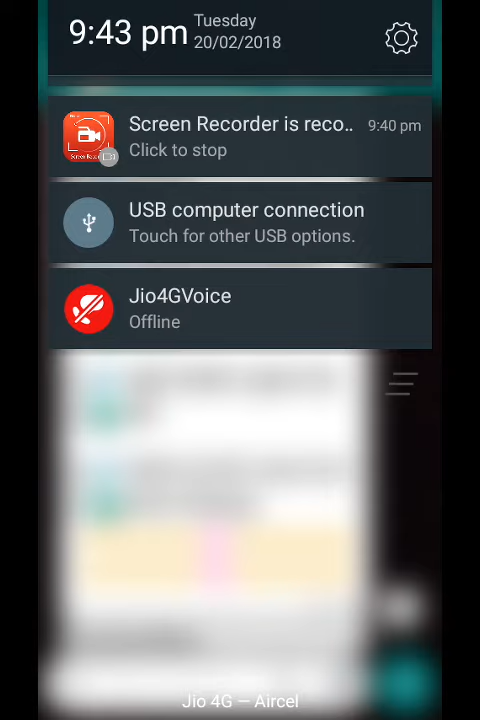 9:43 pm
Tuesday
20/02/2018
Screen Recorder is reco..
9:40 pm
Click to stop
USB computer connection
Touch for other USB options.
Jio4GVoice
Offline
Jio 4G — Aircel